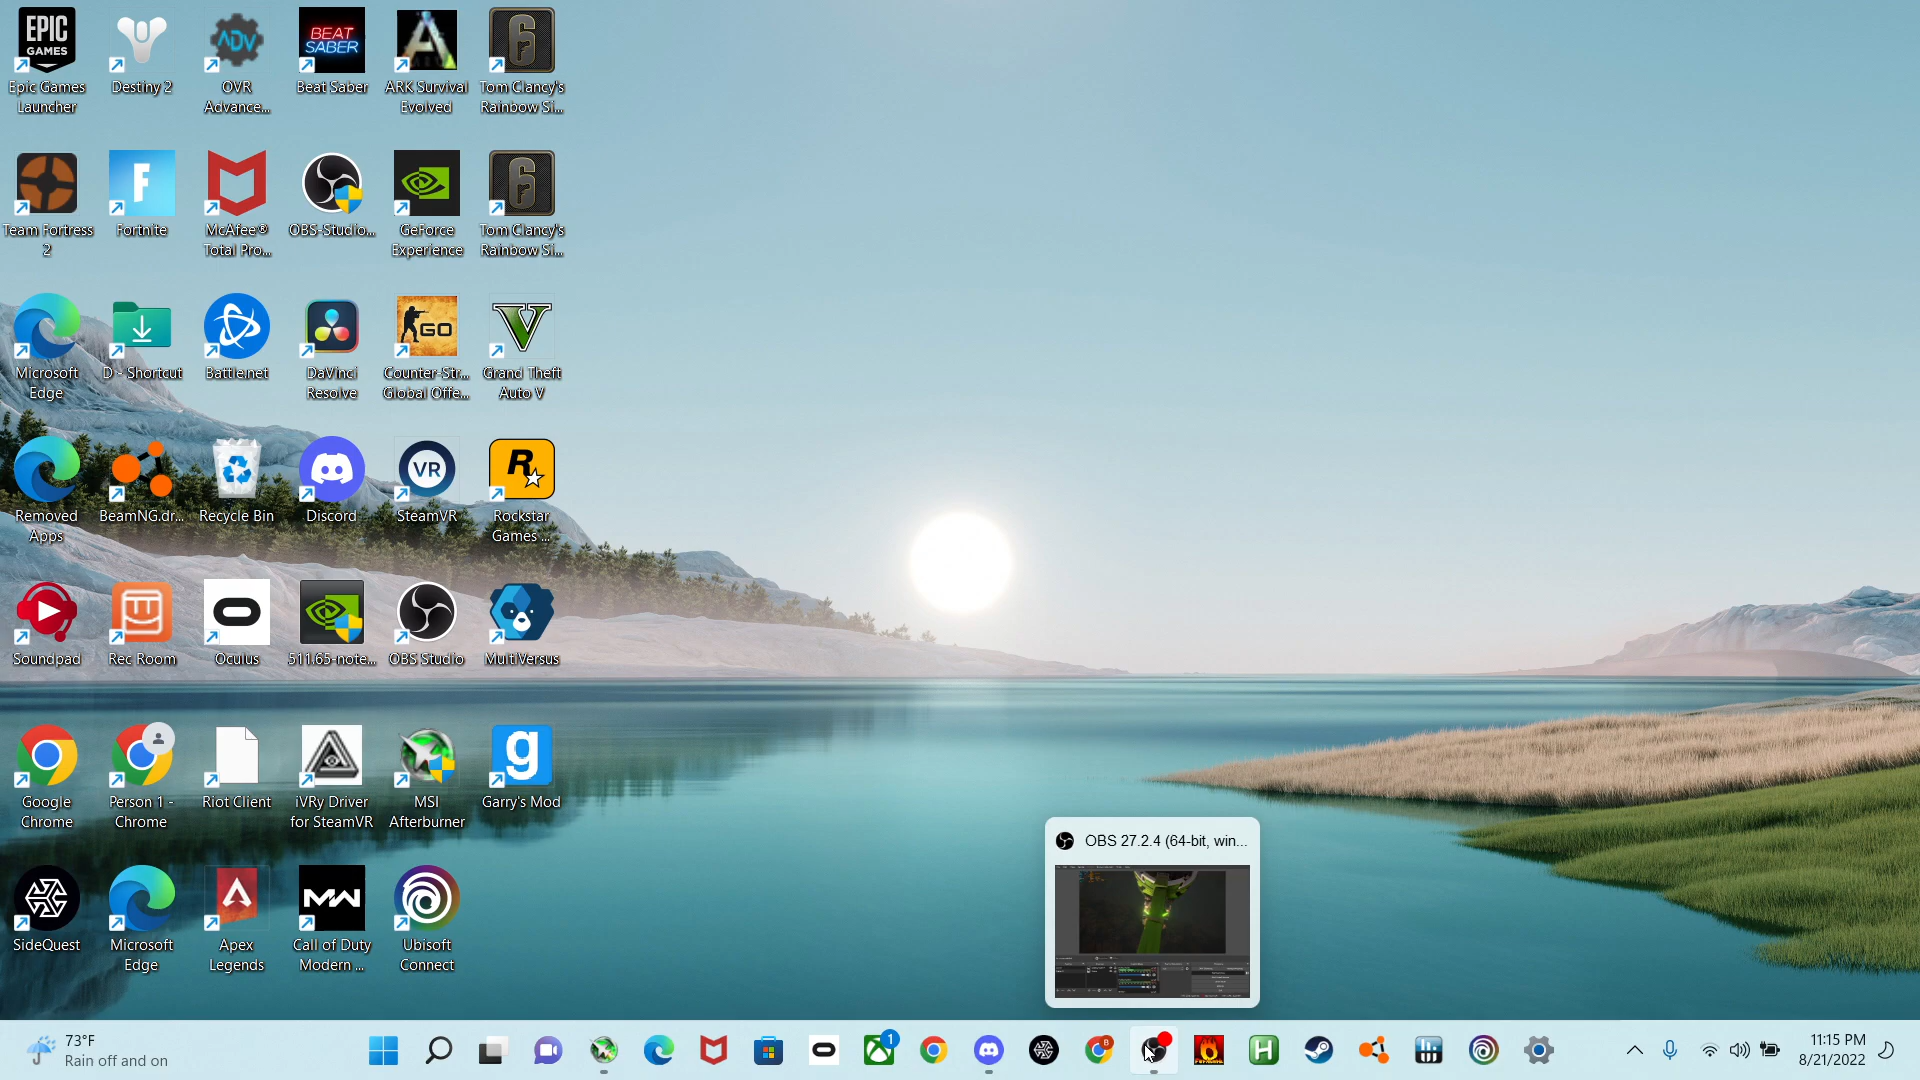 EPIC
GAMES
Epic Games
Launcher
Destiny 2
ADV
OVR
Advance...
BEAT
SABER
Beat Saber
ARK Survival
Evolved
6
Tom Clancy's
Rainbow Si...
Team Fortress
2
F
Fortnite
McAfee®
Total Pro...
OBS-Studio...
GeForce
Experience
6
Tom Clancy's
Rainbow Si...
Microsoft
Edge
D - Shortcut
Battle.net
DaVinci
Resolve
GO
Counter-Str...
Global Offe...
V
Grand Theft
Auto V
Removed
Apps
BeamNG.dr...
Recycle Bin
Discord
VR
SteamVR
R
Rockstar
Games ...
Soundpad
Rec Room
Oculus
511.65-note...
OBS Studio
MultiVersus
Google
Chrome
Person 1 -
Chrome
Riot Client
iVRy Driver
for SteamVR
MSI
Afterburner
g
Garry's Mod
SideQuest
Microsoft
Edge
Apex
Legends
MW
Call of Duty
Modern ...
Ubisoft
Connect
OBS 27.2.4 (64-bit, win...
73°F
Rain off and on
1
B
H
11:15 PM
8/21/2022